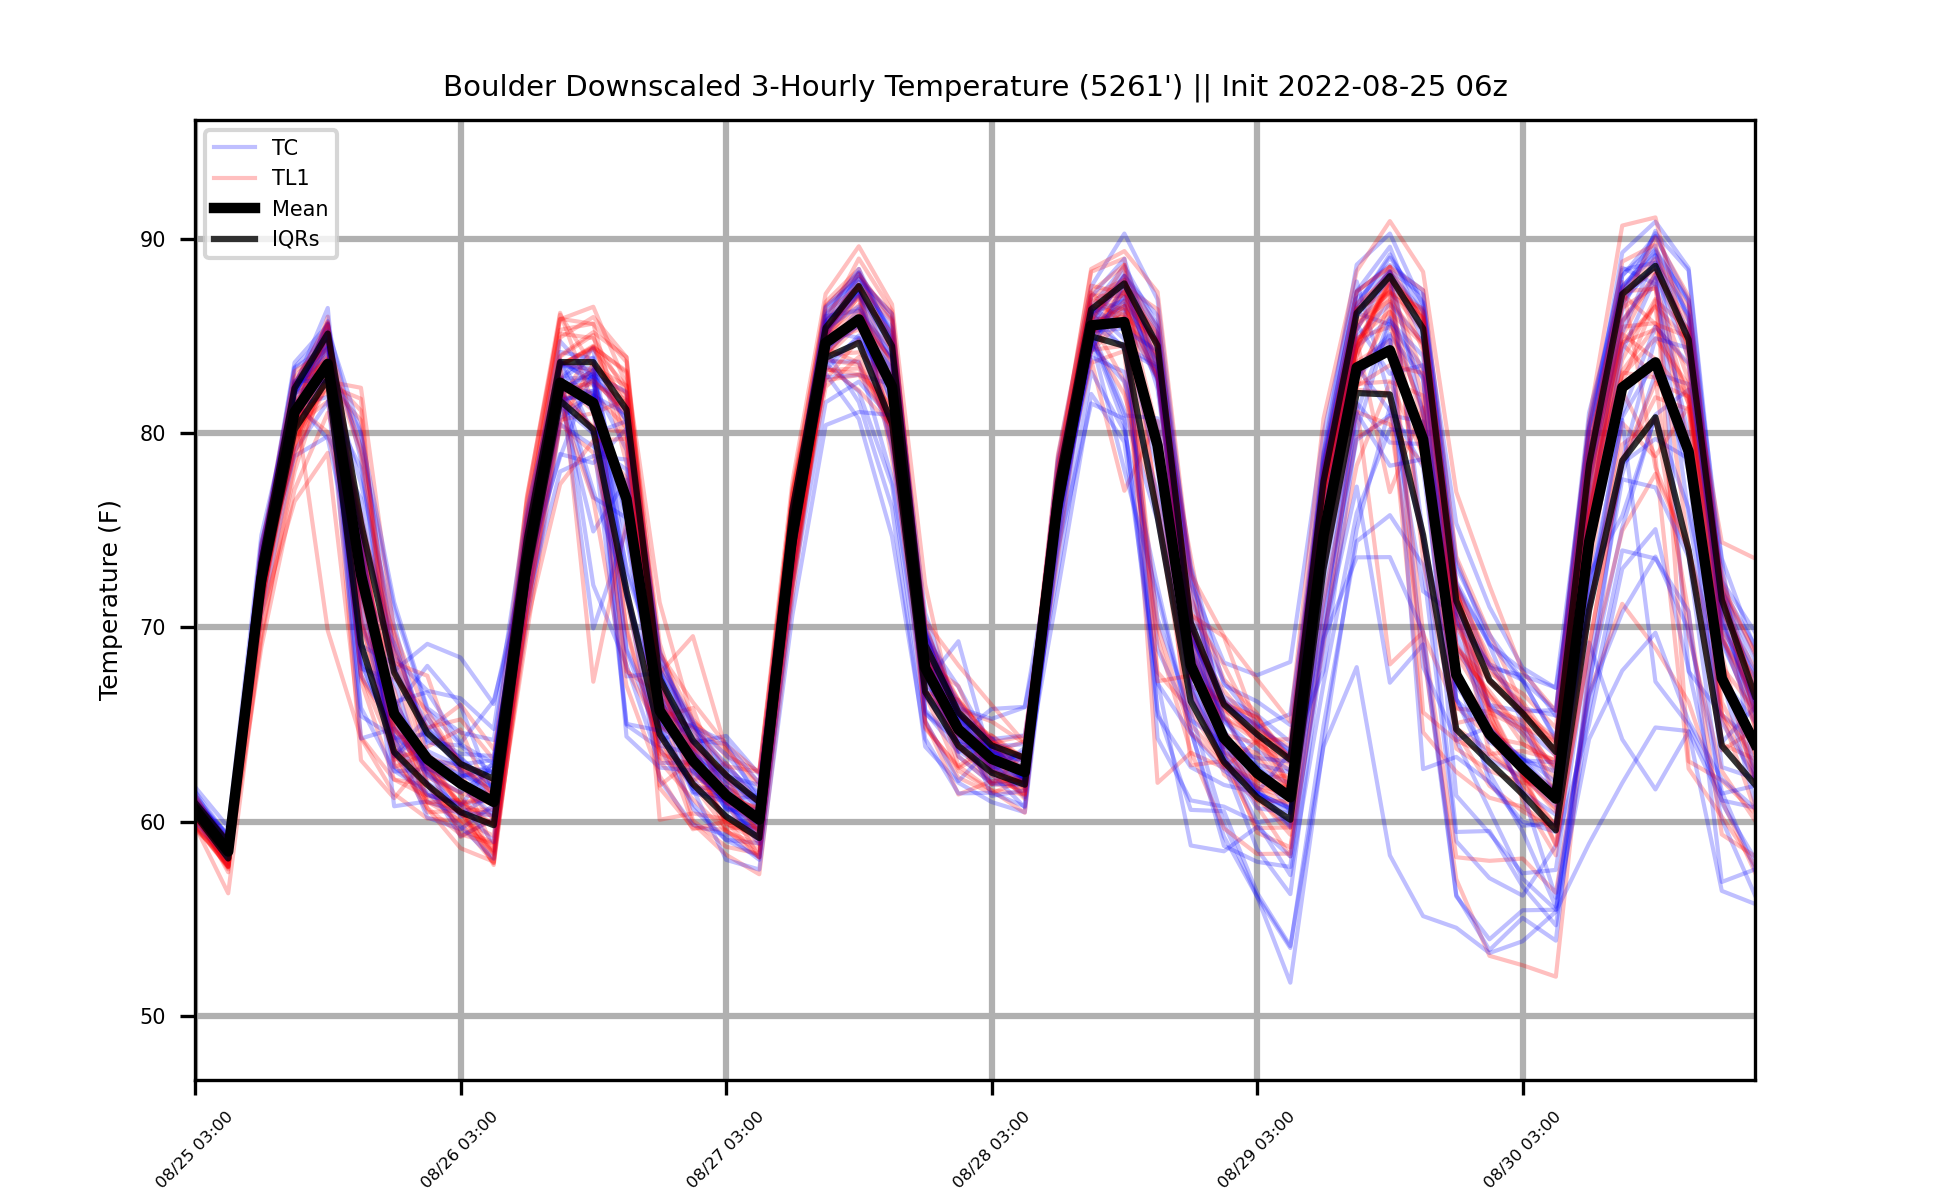 Boulder Downscaled 3-Hourly Temperature (5261') || Init 2022-08-25 06z
TC
TL1
Mean
IQRs
Temperature (F)
90
80
70
60
50
08/25 03:00
08/26 03:00
08/27 03:00
08/28 03:00
08/29 03:00
08/30 03:00